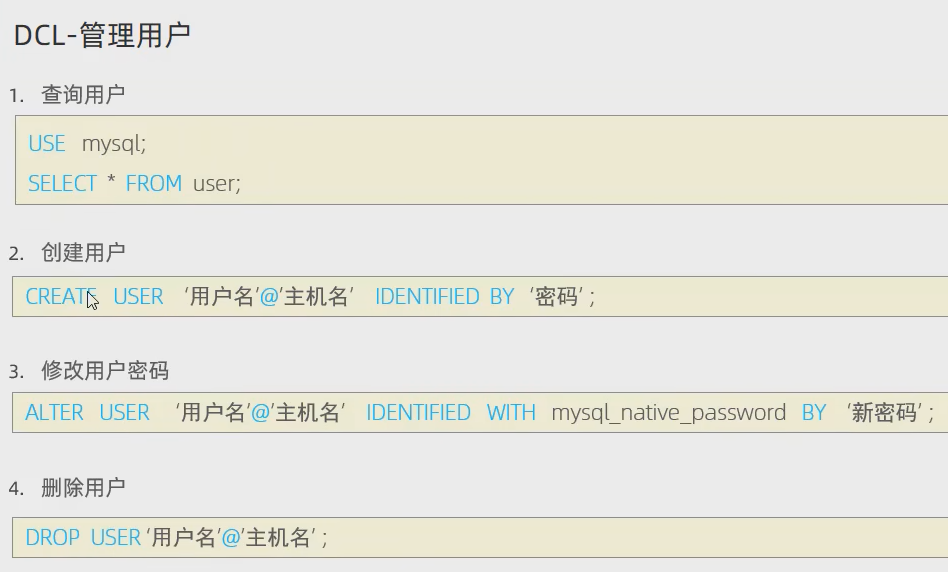 DCL-管理用户
1. 查询用户
USE mysql;
SELECT * FROM user;
2. 创建用户
CREATE USER '用户名'@'主机名' IDENTIFIED BY '密码' ;
3. 修改用户密码
ALTER USER '用户名'@'主机名' IDENTIFIED WITH mysql_native_password BY '新密码' ;
4. 删除用户
DROP USER '用户名'@'主机名' ;